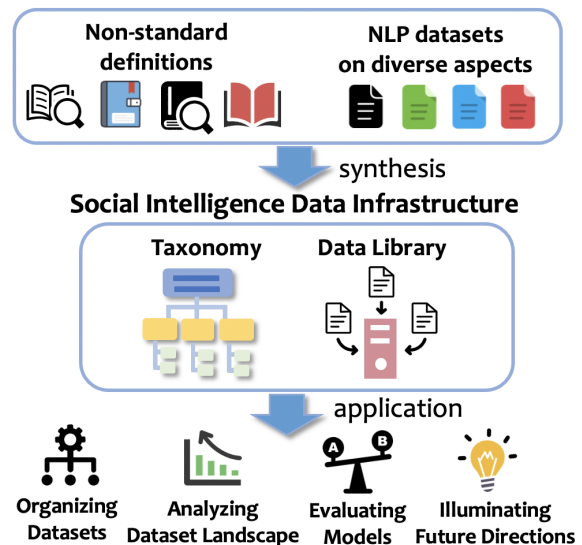 Non-standard
definitions
NLP datasets
on diverse aspects
synthesis
Social Intelligence Data Infrastructure
Taxonomy
Data Library
application
A
B
Organizing
Datasets
Analyzing
Dataset Landscape
Evaluating
Models
Illuminating
Future Directions